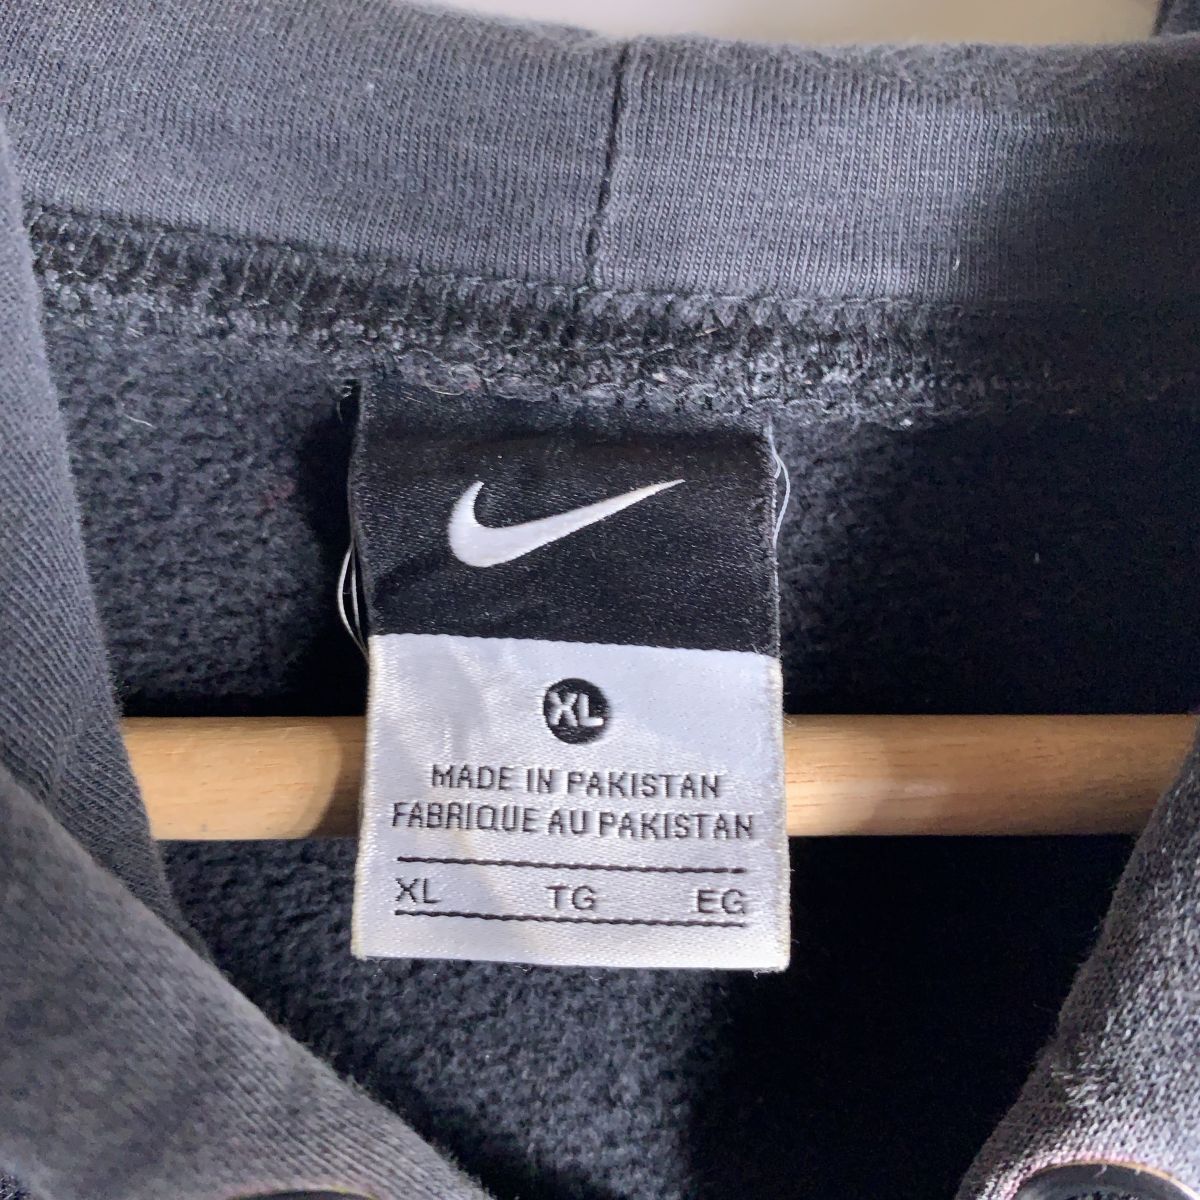 XL
MADE IN PAKISTAN
FABRIQUE AU PAKISTAN
XL TG EG